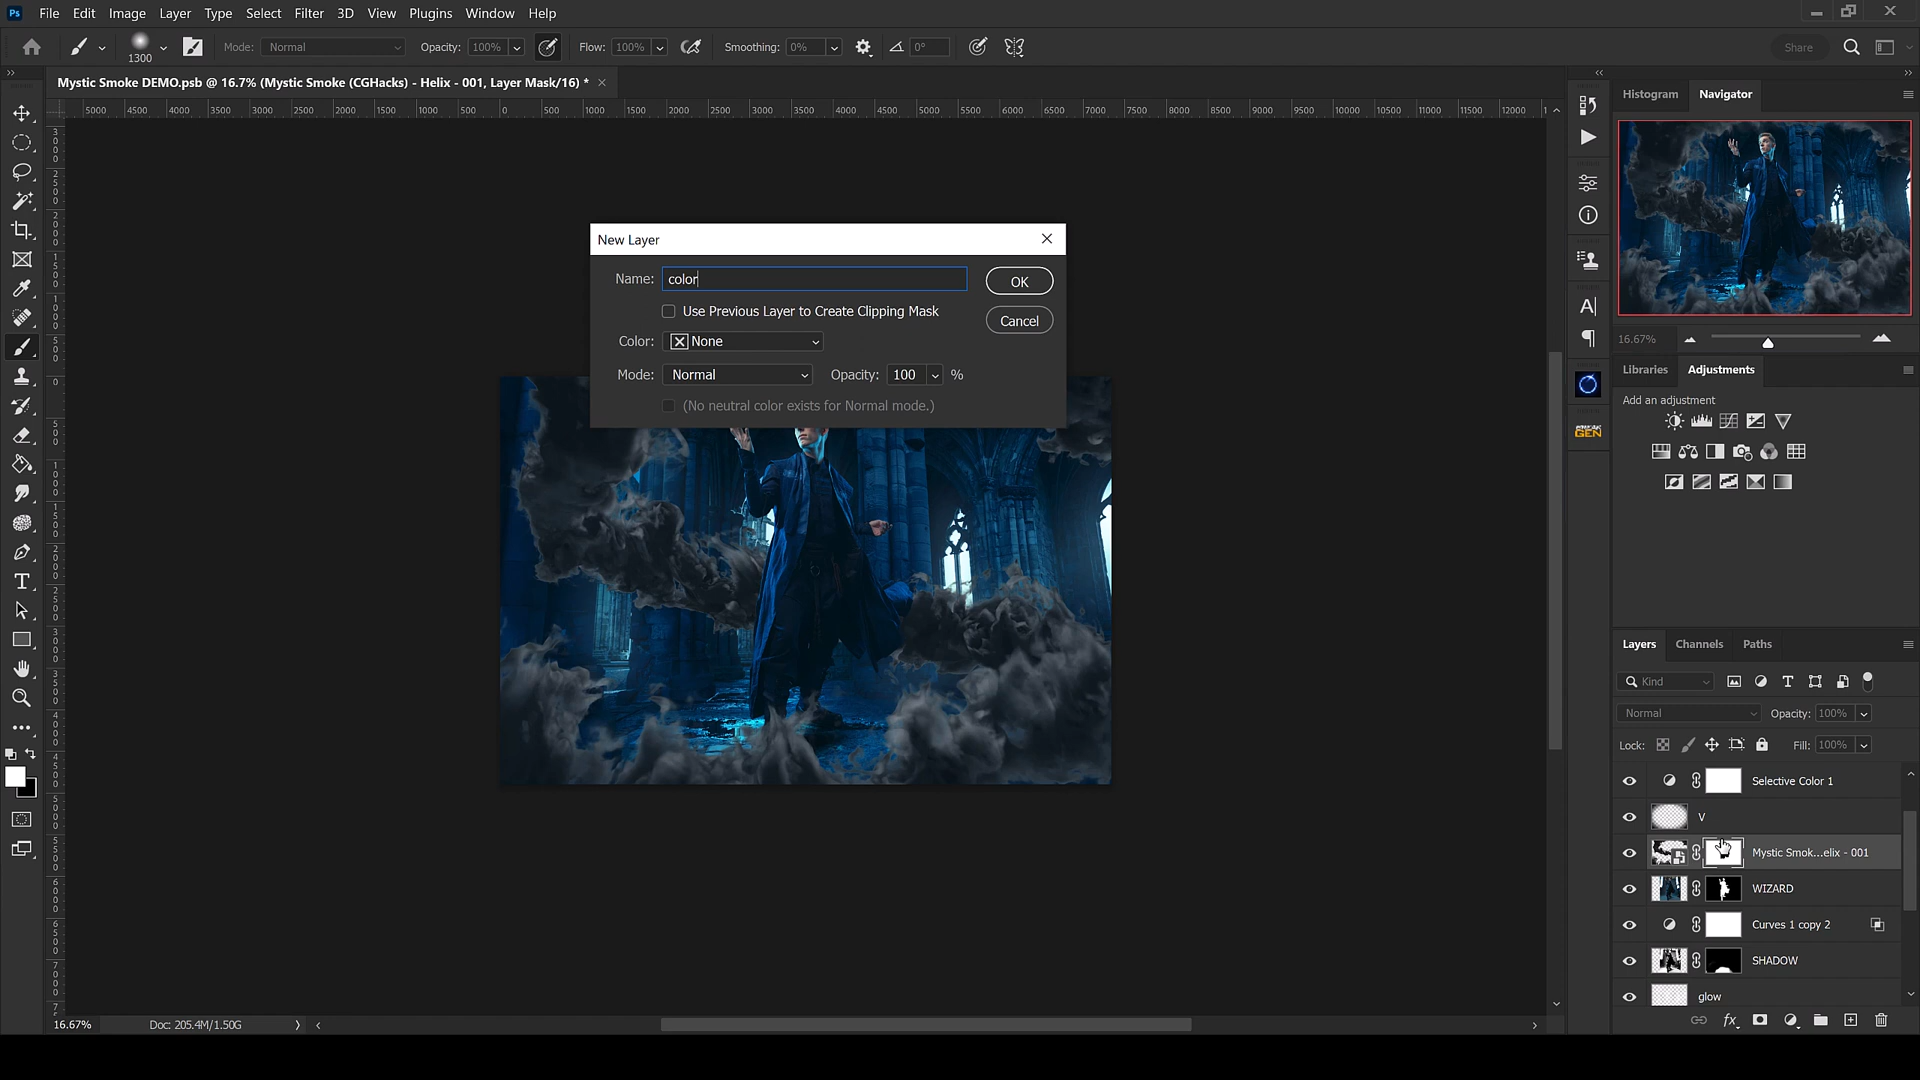 Ps File Edit Image Layer Type Select Filter 3D View Plugins Window Help
1300 Mode: Normal Opacity: 100% Flow: 100% Smoothing: 0% 0° Share
Mystic Smoke DEMO.psb @ 16.7% (Mystic Smoke (CGHacks) - Helix - 001, Layer Mask/16) *
5000 4500 4000 3500 3000 2500 2000 1500 1000 500 0 500 1000 1500 2000 2500 3000 3500 4000 4500 5000 5500 6000 6500 7000 7500 8000 8500 9000 9500 10000 10500 11000 11500 12000
Histogram Navigator
New Layer
Name: color
OK
Use Previous Layer to Create Clipping Mask
Cancel
Color: None
Mode: Normal Opacity: 100 %
(No neutral color exists for Normal mode.)
16.67%
Libraries Adjustments
Add an adjustment
GEN
Layers Channels Paths
Kind
Normal Opacity: 100%
Lock: Fill: 100%
Selective Color 1
V
Mystic Smok...elix - 001
WIZARD
Curves 1 copy 2
SHADOW
glow
16.67% Doc: 205.4M/1.50G